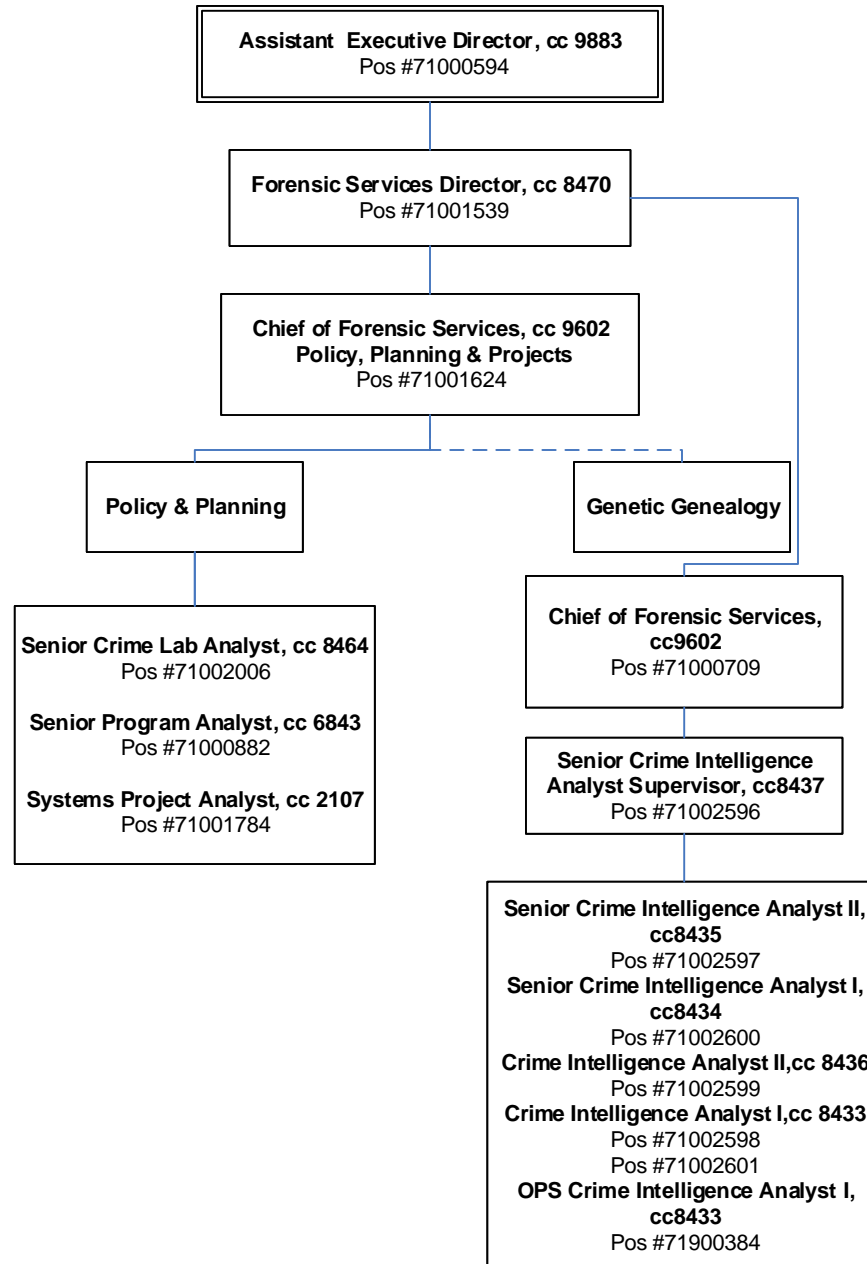 Assistant Executive Director, cc 9883
Pos #71000594
Forensic Services Director, cc 8470
Pos #71001539
Chief of Forensic Services, cc 9602
Policy, Planning & Projects
Pos #71001624
Policy & Planning
Genetic Genealogy
Senior Crime Lab Analyst, cc 8464
Pos #71002006
Senior Program Analyst, cc 6843
Pos #71000882
Systems Project Analyst, cc 2107
Pos #71001784
Chief of Forensic Services,
cc9602
Pos #71000709
Senior Crime Intelligence
Analyst Supervisor, cc8437
Pos #71002596
Senior Crime Intelligence Analyst II,
cc8435
Pos #71002597
Senior Crime Intelligence Analyst I,
cc8434
Pos #71002600
Crime Intelligence Analyst II,cc 8436
Pos #71002599
Crime Intelligence Analyst I,cc 8433
Pos #71002598
Pos #71002601
OPS Crime Intelligence Analyst I,
cc8433
Pos #71900384